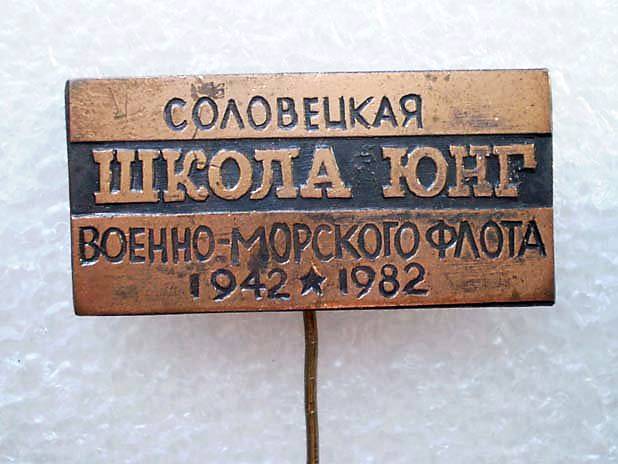 СОЛОВЕЦКАЯ
ШКОЛА ЮНГ
ВОЕННО-МОРСКОГО ФЛОТА
1942 ★ 1982